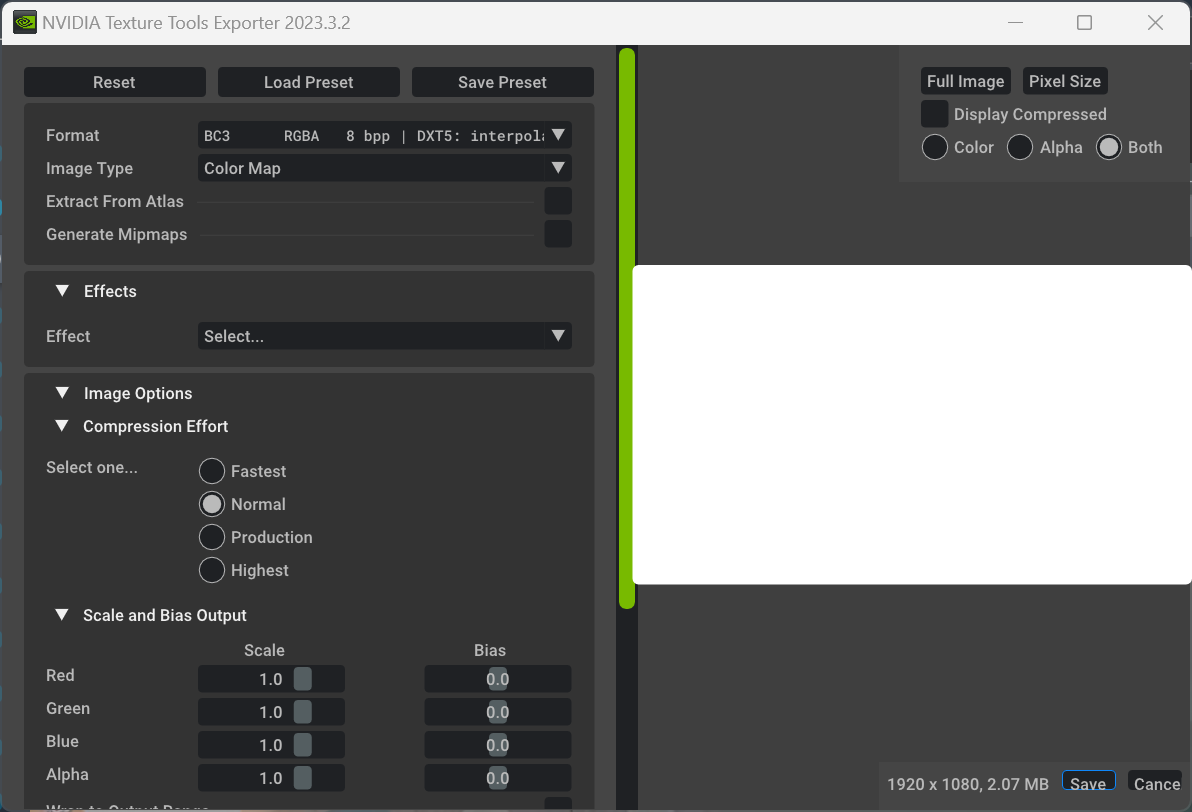 NVIDIA Texture Tools Exporter 2023.3.2
Reset Load Preset Save Preset
Full Image Pixel Size
Display Compressed
Color Alpha Both
Format BC3 RGBA 8 bpp | DXT5: interpola
Image Type Color Map
Extract From Atlas
Generate Mipmaps
Effects
Effect Select...
Image Options
Compression Effort
Select one... Fastest
Normal
Production
Highest
Scale and Bias Output
Scale Bias
Red 1.0 0.0
Green 1.0 0.0
Blue 1.0 0.0
Alpha 1.0 0.0
1920 x 1080, 2.07 MB Save Cance